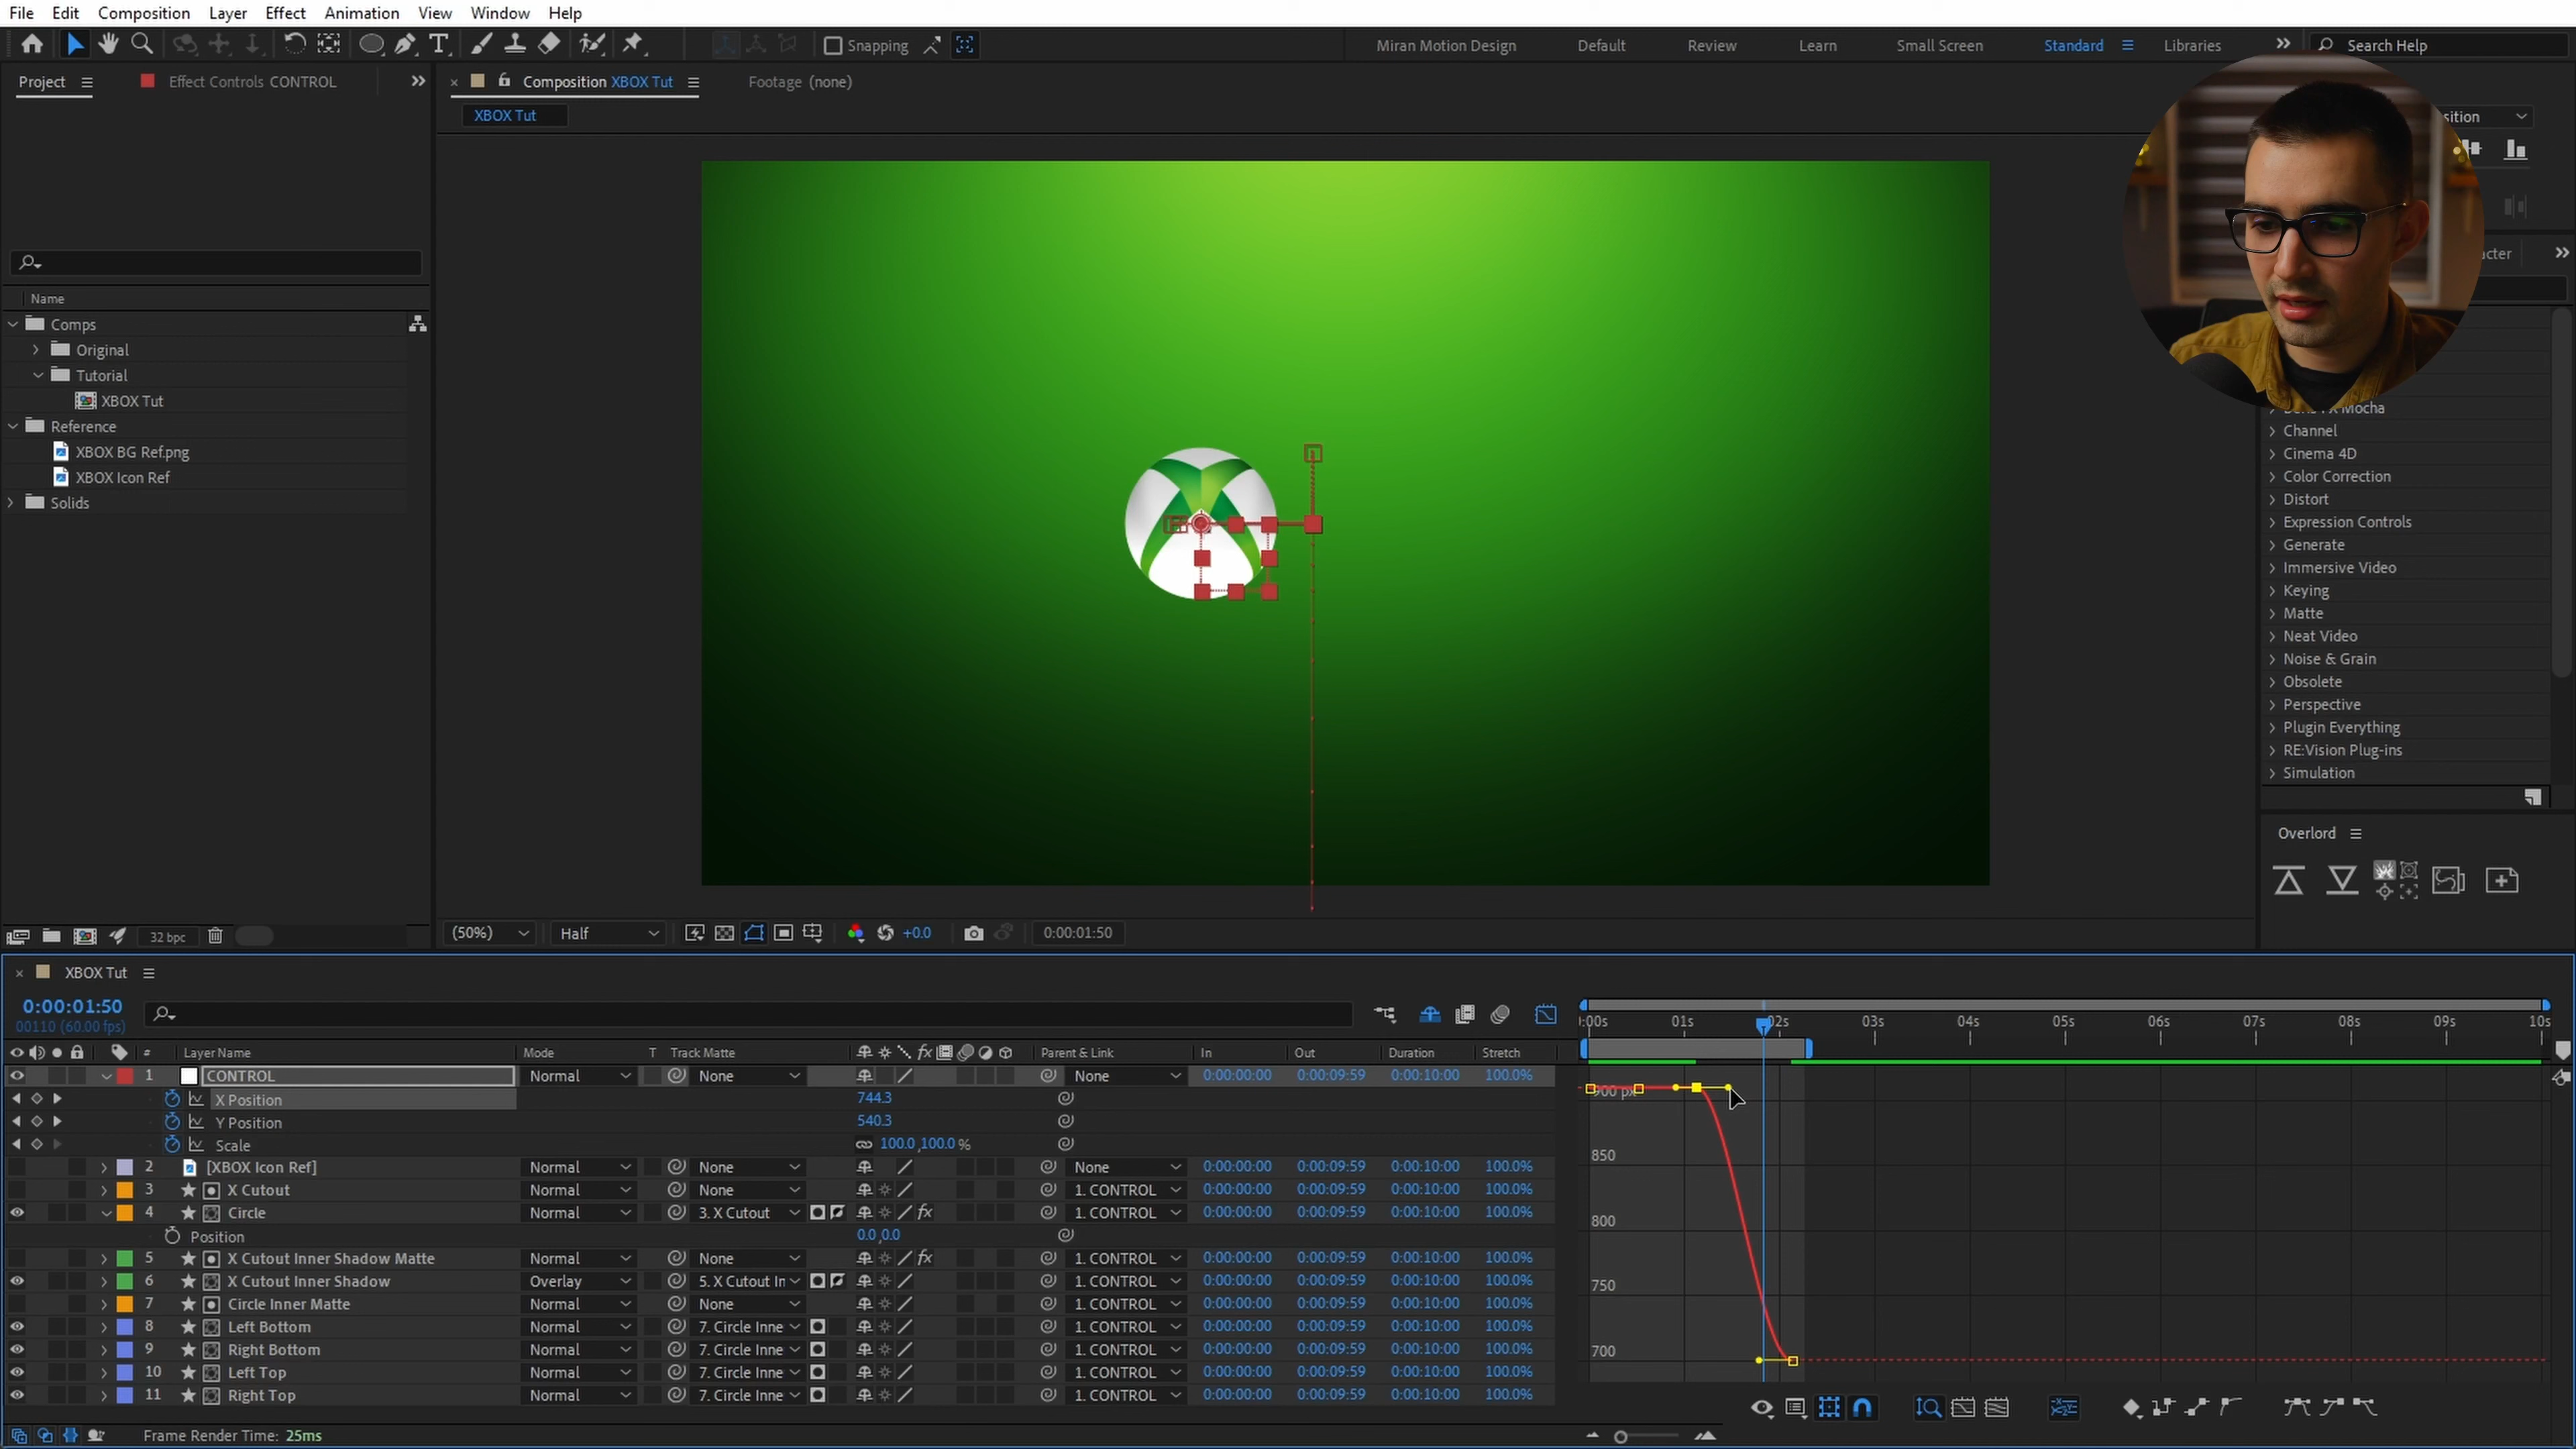 File Edit Composition Layer Effect Animation View Window Help
Snapping
Miran Motion Design Default Review Learn Small Screen Standard Libraries Search Help
Project Effect Controls CONTROL
Composition XBOX Tut Footage (none)
XBOX Tut
Name
Comps
Original
Tutorial
XBOX Tut
Reference
XBOX BG Ref.png
XBOX Icon Ref
Solids
32 bpc
(50%) Half +0.0 0:00:01:50
Mocha
Channel
Cinema 4D
Color Correction
Distort
Expression Controls
Generate
Immersive Video
Keying
Matte
Neat Video
Noise & Grain
Obsolete
Perspective
Plugin Everything
RE:Vision Plug-ins
Simulation
Overlord
XBOX Tut
0:00:01:50
00110 (60.00 fps)
:00s 01s 02s 03s 04s 05s 06s 07s 08s 09s 10s
# Layer Name Mode T Track Matte fx Parent & Link In Out Duration Stretch
1 CONTROL Normal None None 0:00:00:00 0:00:09:59 0:00:10:00 100.0%
X Position 744.3
Y Position 540.3
Scale 100.0,100.0 %
2 [XBOX Icon Ref] Normal None None 0:00:00:00 0:00:09:59 0:00:10:00 100.0%
3 X Cutout Normal None 1. CONTROL 0:00:00:00 0:00:09:59 0:00:10:00 100.0%
4 Circle Normal 3. X Cutout fx 1. CONTROL 0:00:00:00 0:00:09:59 0:00:10:00 100.0%
Position 0.0,0.0
5 X Cutout Inner Shadow Matte Normal None fx 1. CONTROL 0:00:00:00 0:00:09:59 0:00:10:00 100.0%
6 X Cutout Inner Shadow Overlay 5. X Cutout Ir 1. CONTROL 0:00:00:00 0:00:09:59 0:00:10:00 100.0%
7 Circle Inner Matte Normal None 1. CONTROL 0:00:00:00 0:00:09:59 0:00:10:00 100.0%
8 Left Bottom Normal 7. Circle Inne 1. CONTROL 0:00:00:00 0:00:09:59 0:00:10:00 100.0%
9 Right Bottom Normal 7. Circle Inne 1. CONTROL 0:00:00:00 0:00:09:59 0:00:10:00 100.0%
10 Left Top Normal 7. Circle Inne 1. CONTROL 0:00:00:00 0:00:09:59 0:00:10:00 100.0%
11 Right Top Normal 7. Circle Inne 1. CONTROL 0:00:00:00 0:00:09:59 0:00:10:00 100.0%
900 px
850
800
750
700
Frame Render Time: 25ms